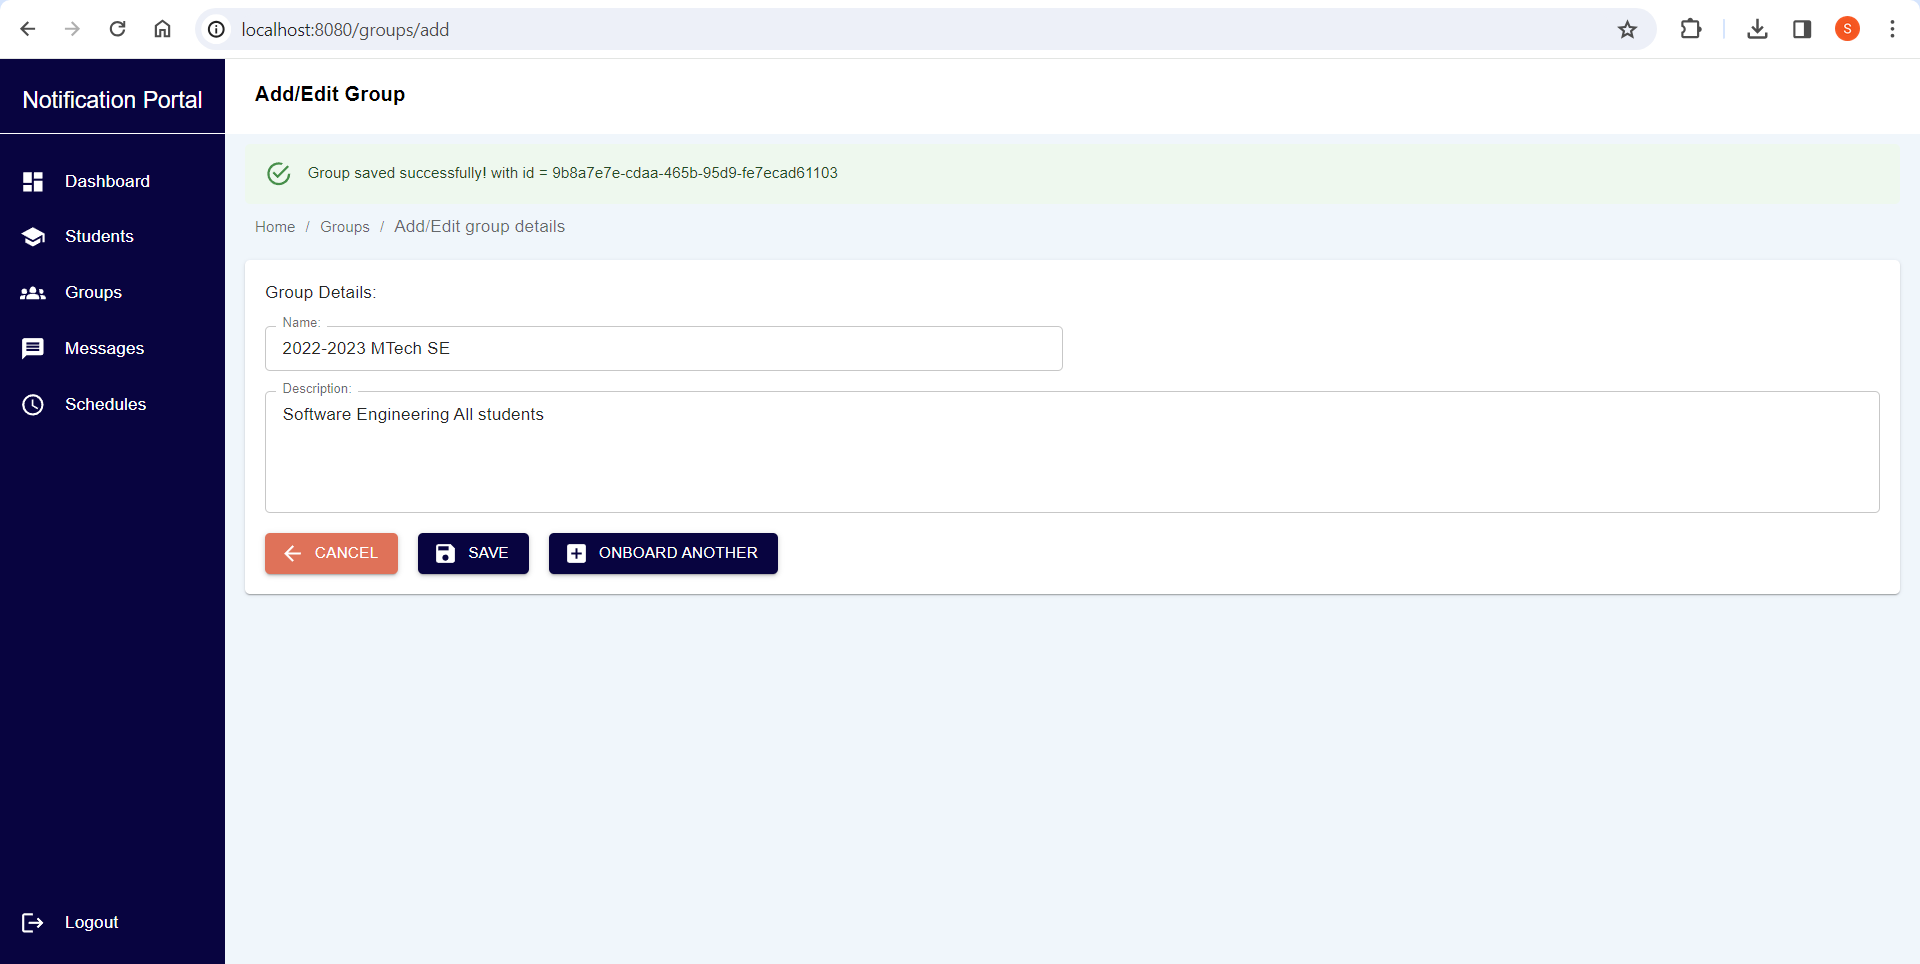 localhost:8080/groups/add
S
Notification Portal
Add/Edit Group
Dashboard
Students
Groups
Messages
Schedules
Logout
Group saved successfully! with id = 9b8a7e7e-cdaa-465b-95d9-fe7ecad61103
Home / Groups / Add/Edit group details
Group Details:
Name:
2022-2023 MTech SE
Description:
Software Engineering All students
CANCEL SAVE ONBOARD ANOTHER